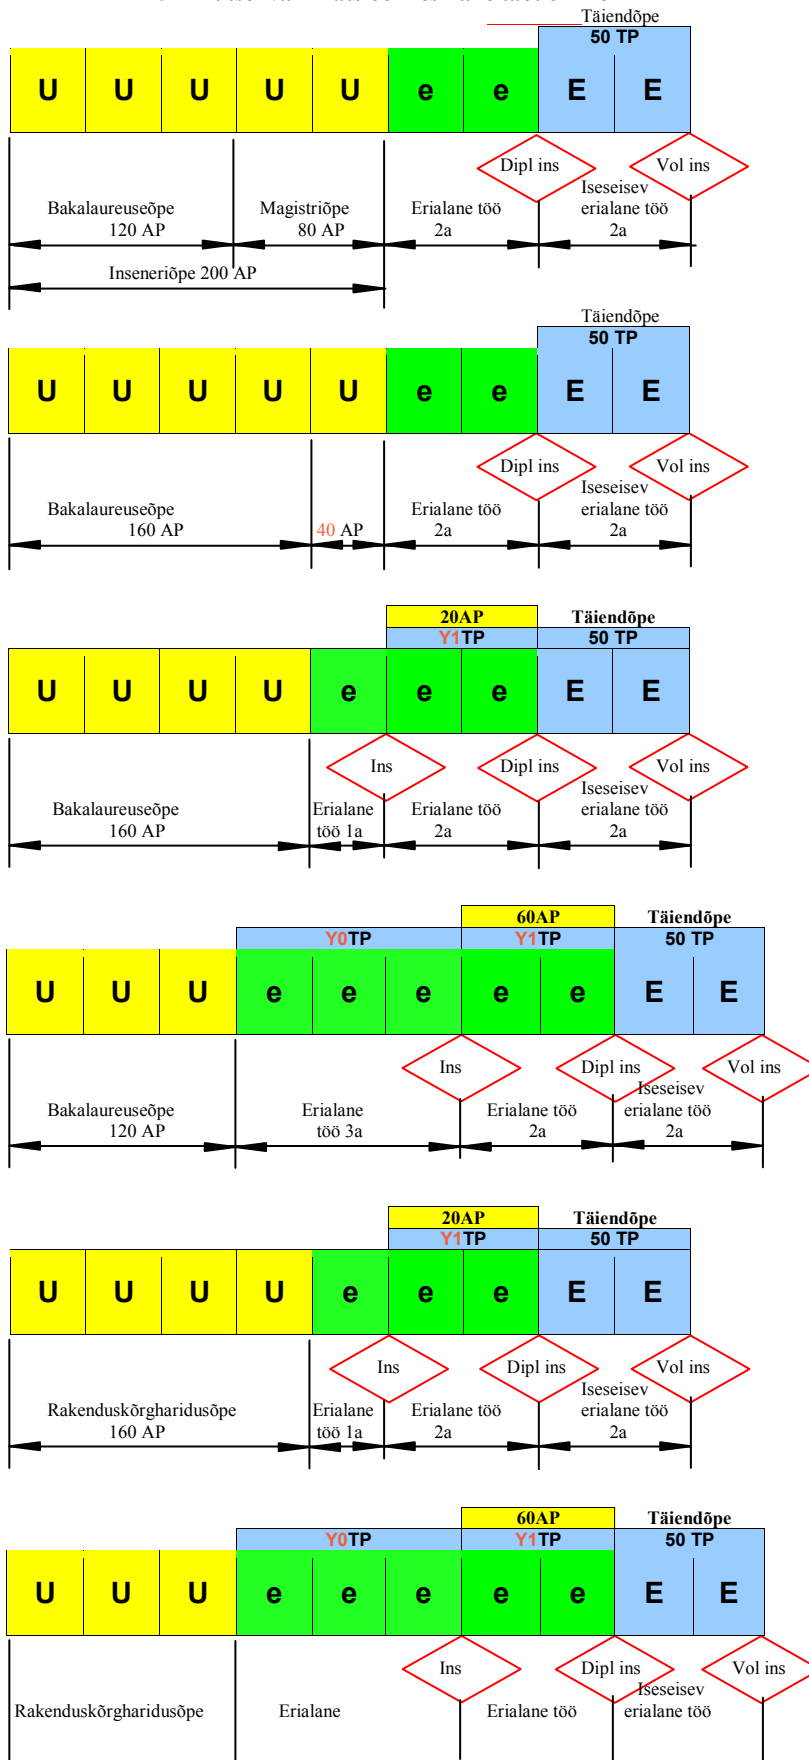 Täiendõpe
50 TP
U U U U U e e E E
Dipl ins Vol ins
Bakalaureuseõpe 120 AP
Magistriõpe 80 AP
Erialane töö 2a
Iseseisev erialane töö 2a
Inseneriõpe 200 AP
Täiendõpe
50 TP
U U U U U e e E E
Dipl ins Vol ins
Bakalaureuseõpe 160 AP
40 AP
Erialane töö 2a
Iseseisev erialane töö 2a
20AP Täiendõpe
Y1TP 50 TP
U U U U e e e E E
Ins Dipl ins Vol ins
Bakalaureuseõpe 160 AP
Erialane töö 1a
Erialane töö 2a
Iseseisev erialane töö 2a
60AP Täiendõpe
Y0TP Y1TP 50 TP
U U U e e e e e E E
Ins Dipl ins Vol ins
Bakalaureuseõpe 120 AP
Erialane töö 3a
Erialane töö 2a
Iseseisev erialane töö 2a
20AP Täiendõpe
Y1TP 50 TP
U U U U e e e E E
Ins Dipl ins Vol ins
Rakenduskõrgharidusõpe 160 AP
Erialane töö 1a
Erialane töö 2a
Iseseisev erialane töö 2a
60AP Täiendõpe
Y0TP Y1TP 50 TP
U U U e e e e e E E
Ins Dipl ins Vol ins
Rakenduskõrgharidusõpe
Erialane
Erialane töö
Iseseisev erialane töö